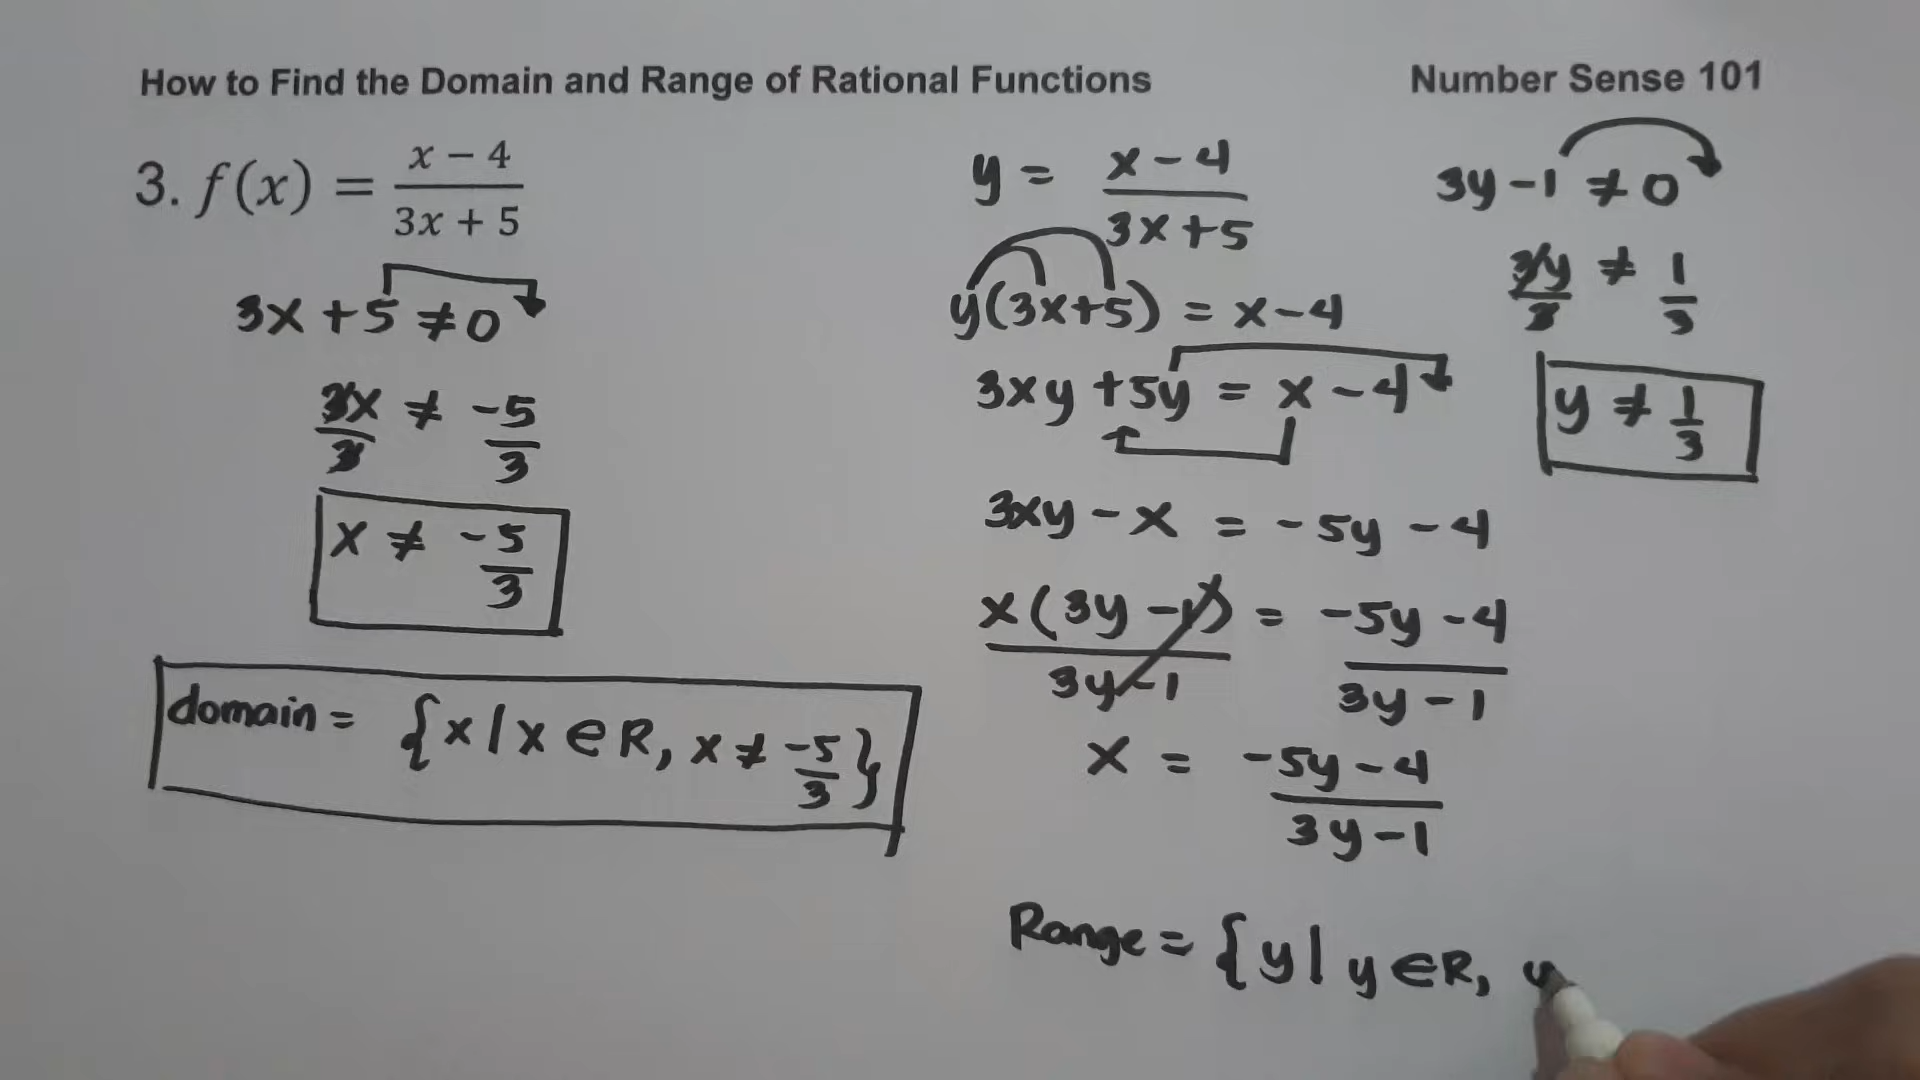 How to Find the Domain and Range of Rational Functions
Number Sense 101
3. f(x) = (x − 4)/(3x + 5)
3x + 5 ≠ 0
3x/3 ≠ -5/3
x ≠ -5/3
domain = {x | x ∈ R, x ≠ -5/3}
y = (x - 4)/(3x + 5)
y(3x+5) = x - 4
3xy + 5y = x - 4
3xy - x = -5y - 4
x(3y - 1)/(3y - 1) = (-5y - 4)/(3y - 1)
x = (-5y - 4)/(3y - 1)
3y - 1 ≠ 0
3y/3 ≠ 1/3
y ≠ 1/3
Range = {y | y ∈ R, y